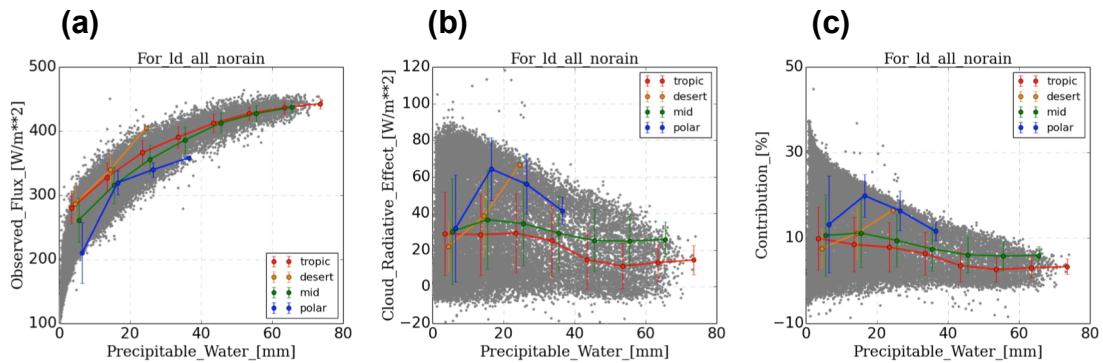 (a)
For_ld_all_norain
Observed_Flux_[W/m**2]
500
400
300
200
100
0
20
40
60
80
Precipitable_Water_[mm]
tropic
desert
mid
polar
(b)
For_ld_all_norain
Cloud_Radiative_Effect_[W/m**2]
120
100
80
60
40
20
0
−20
0
20
40
60
80
Precipitable_Water_[mm]
tropic
desert
mid
polar
(c)
For_ld_all_norain
Contribution_[%]
50
30
10
−10
0
20
40
60
80
Precipitable_Water_[mm]
tropic
desert
mid
polar